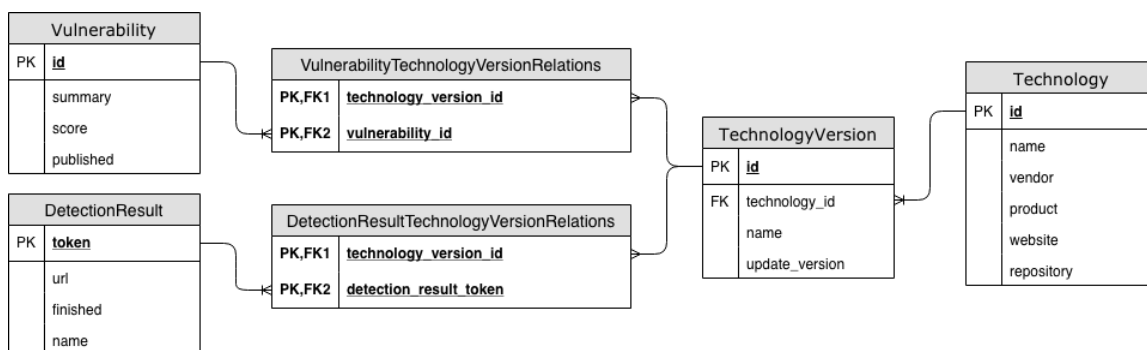 Vulnerability
PK id
summary
score
published
VulnerabilityTechnologyVersionRelations
PK,FK1 technology_version_id
PK,FK2 vulnerability_id
DetectionResult
PK token
url
finished
name
DetectionResultTechnologyVersionRelations
PK,FK1 technology_version_id
PK,FK2 detection_result_token
TechnologyVersion
PK id
FK technology_id
name
update_version
Technology
PK id
name
vendor
product
website
repository